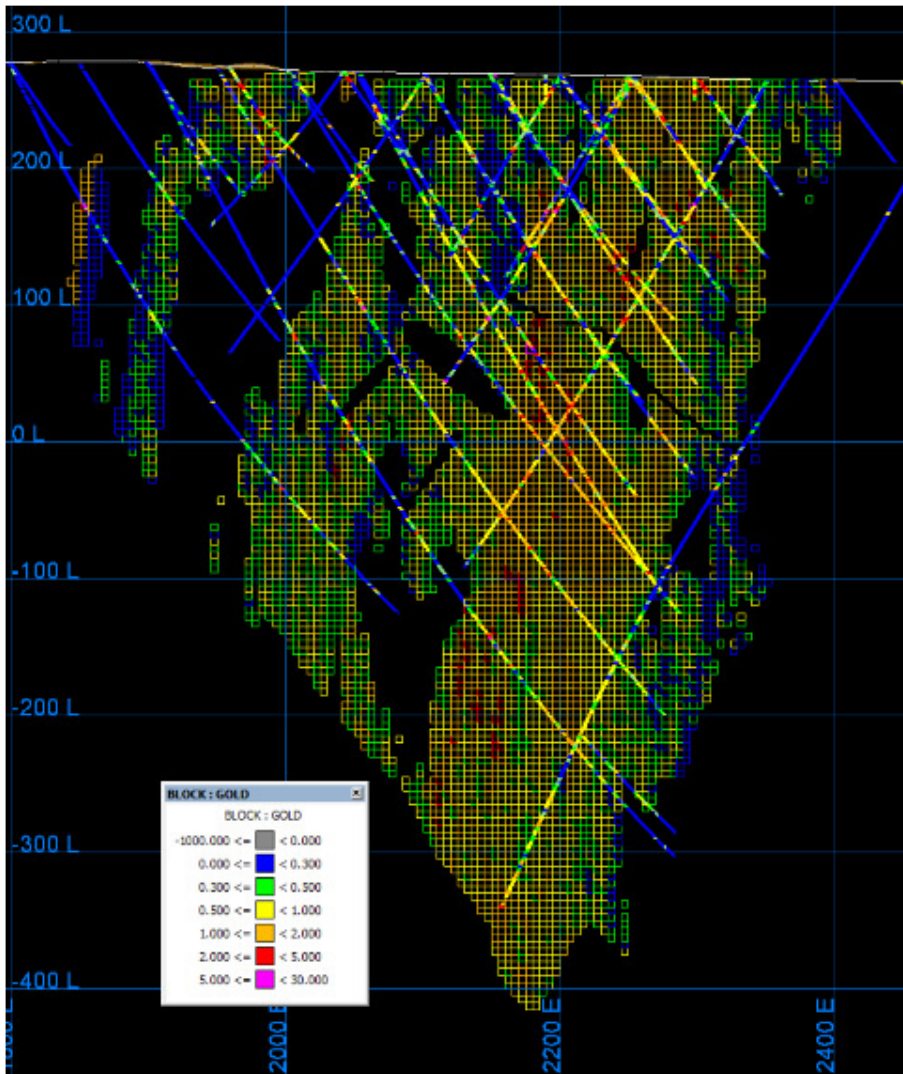 300 L
200 L
100 L
0 L
-100 L
-200 L
-300 L
-400 L
BLOCK : GOLD
BLOCK : GOLD
-1000.000 <= < 0.000
0.000 <= < 0.300
0.300 <= < 0.500
0.500 <= < 1.000
1.000 <= < 2.000
2.000 <= < 5.000
5.000 <= < 30.000
2000 E
2200 E
2400 E